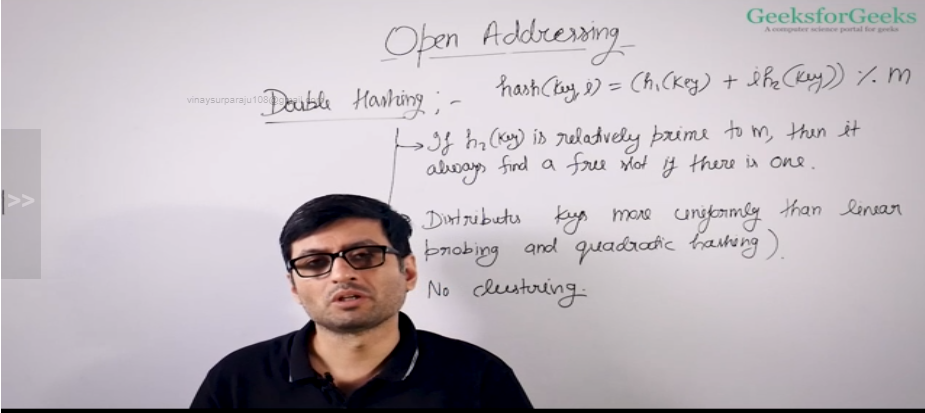 GeeksforGeeks
A computer science portal for geeks
Open Addressing
hash(key, i) = (h₁(key) + i h₂(key)) % m
Double Hashing :-
If h₂(key) is relatively prime to m, then it
always find a free slot if there is one.
>>
Distributes keys more uniformly than linear
probing and quadradic hashing).
No clustering.